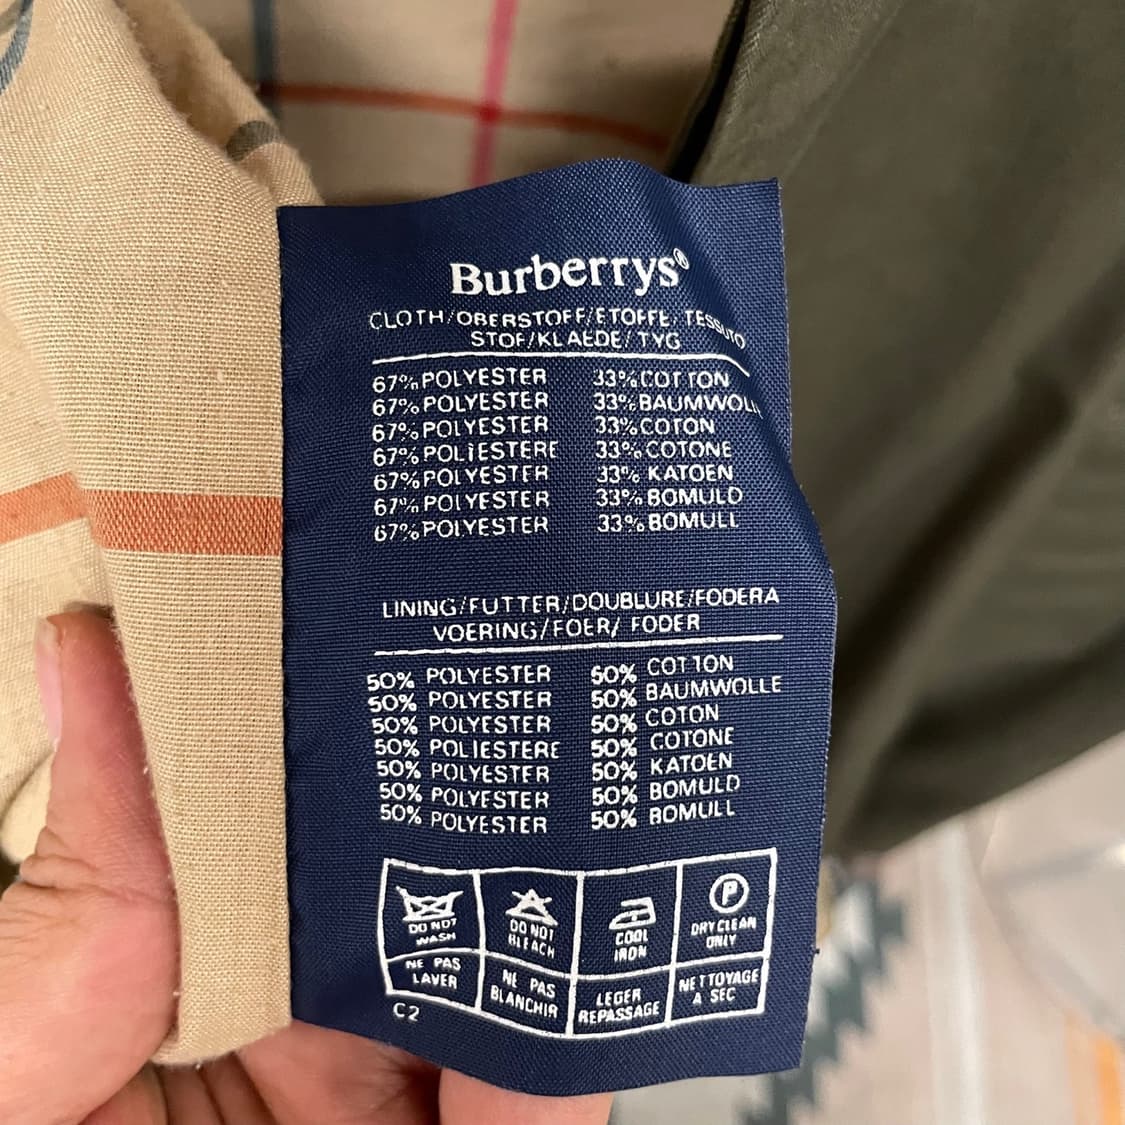 Burberrys®
CLOTH/OBERSTOFF/ETOFFE, TESSUTO
STOF/KLAEDE/TYG
67% POLYESTER 33% COTTON
67% POLYESTER 33% BAUMWOLL
67% POLYESTER 33% COTON
67% POLIESTERE 33% COTONE
67% POLYESTER 33% KATOEN
67% POLYESTER 33% BOMULD
67% POLYESTER 33% BOMULL
LINING/FUTTER/DOUBLURE/FODERA
VOERING/FOER/ FODER
50% POLYESTER 50% COTTON
50% POLYESTER 50% BAUMWOLLE
50% POLYESTER 50% COTON
50% POLIESTERE 50% COTONE
50% POLYESTER 50% KATOEN
50% POLYESTER 50% BOMULD
50% POLYESTER 50% BOMULL
DO NOT
WASH
DO NOT
BLEACH
COOL
IRON
P
DRY CLEAN
ONLY
NE PAS
LAVER
NE PAS
BLANCHIR
LEGER
REPASSAGE
NETTOYAGE
A SEC
C2